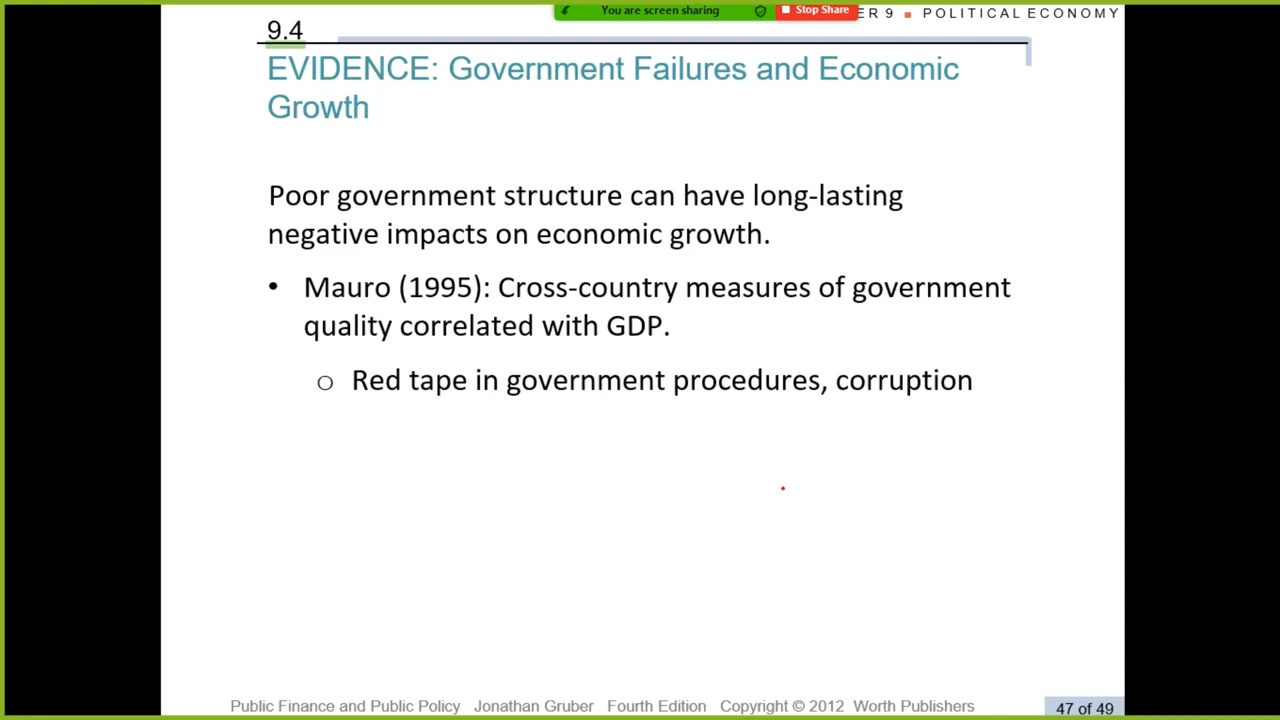 You are screen sharing
Stop Share
ER 9 ▪ POLITICAL ECONOMY
9.4
EVIDENCE: Government Failures and Economic
Growth
Poor government structure can have long-lasting
negative impacts on economic growth.
• Mauro (1995): Cross-country measures of government
quality correlated with GDP.
o Red tape in government procedures, corruption
Public Finance and Public Policy Jonathan Gruber Fourth Edition Copyright © 2012 Worth Publishers
47 of 49